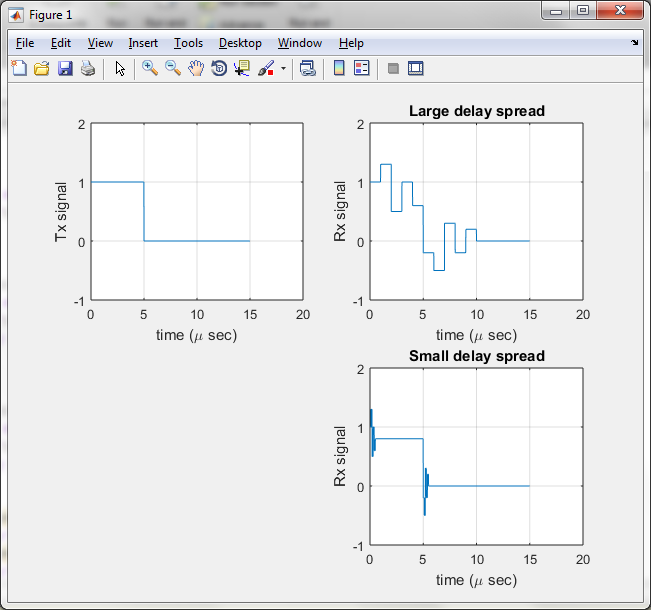 Figure 1
File Edit View Insert Tools Desktop Window Help
2
1
0
-1
Tx signal
0 5 10 15 20
time (μ sec)
Large delay spread
2
1
0
-1
Rx signal
0 5 10 15 20
time (μ sec)
Small delay spread
2
1
0
-1
Rx signal
0 5 10 15 20
time (μ sec)